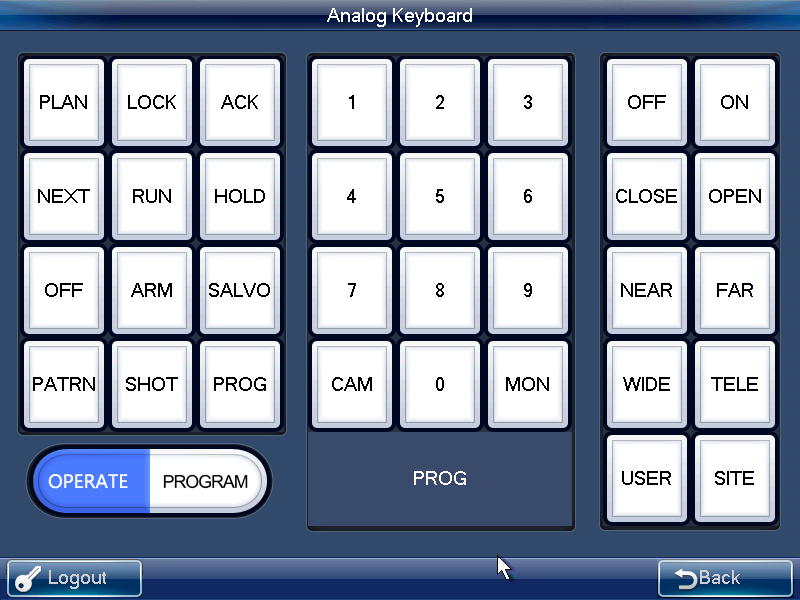 Analog Keyboard
PLAN LOCK ACK 1 2 3 OFF ON
NEXT RUN HOLD 4 5 6 CLOSE OPEN
OFF ARM SALVO 7 8 9 NEAR FAR
PATRN SHOT PROG CAM 0 MON WIDE TELE
OPERATE PROGRAM PROG USER SITE
Logout Back